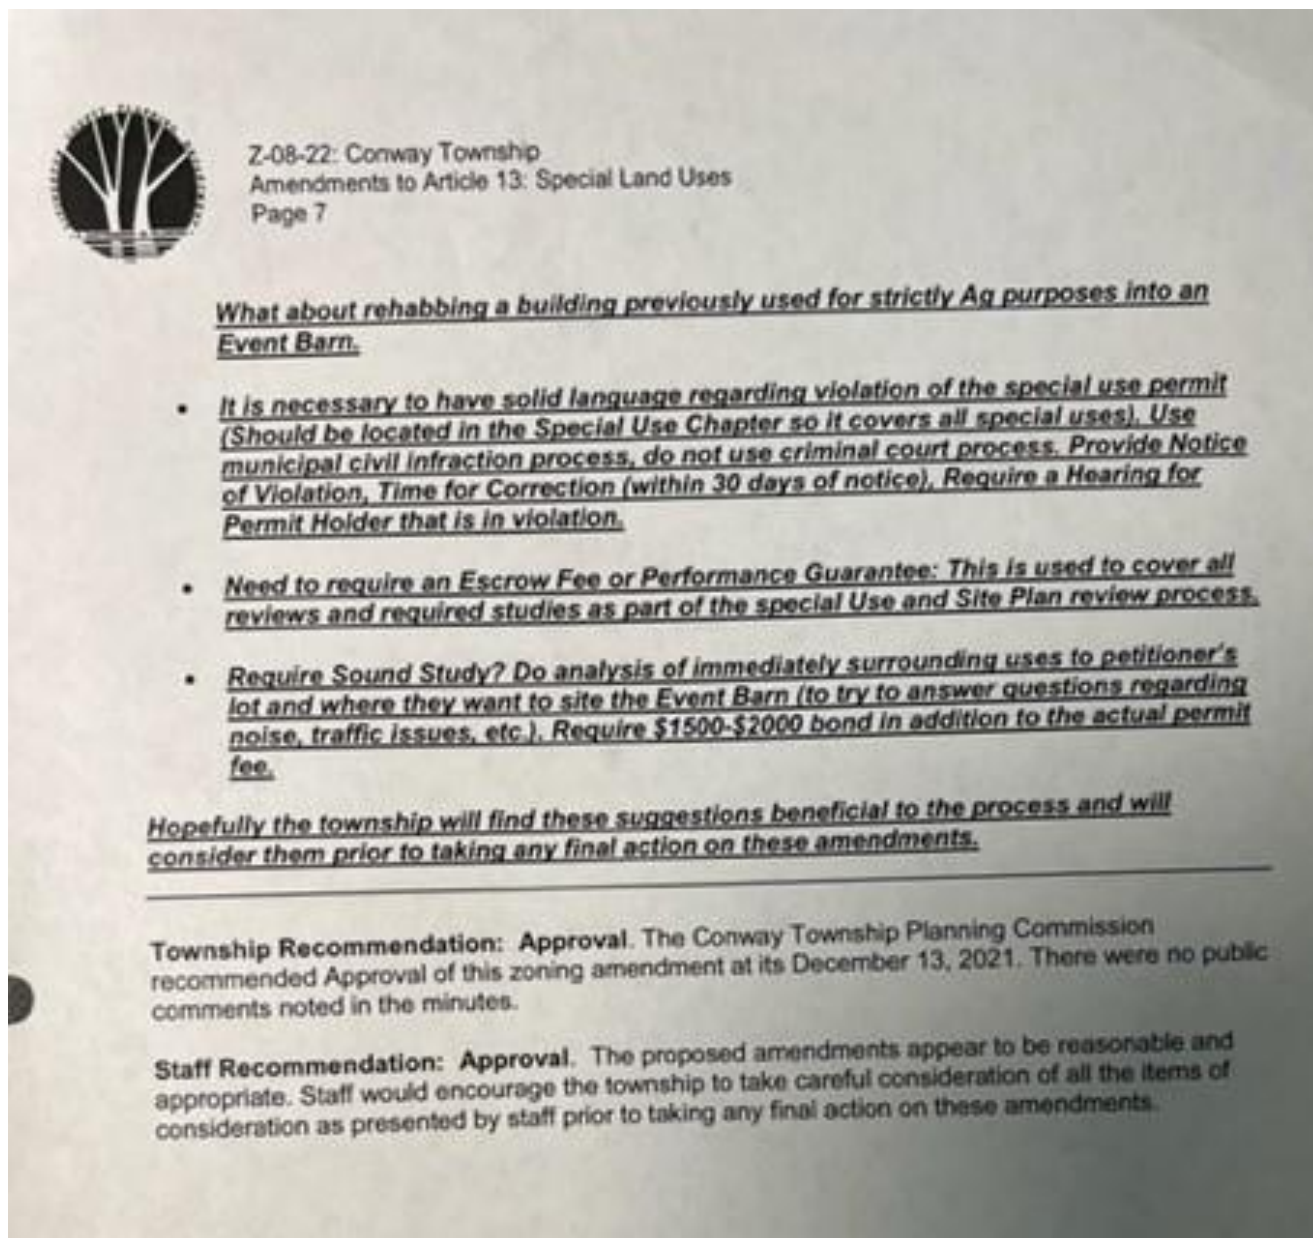 Z-08-22: Conway Township
Amendments to Article 13: Special Land Uses
Page 7
What about rehabbing a building previously used for strictly Ag purposes into an
Event Barn.
• It is necessary to have solid language regarding violation of the special use permit
(Should be located in the Special Use Chapter so it covers all special uses). Use
municipal civil infraction process, do not use criminal court process. Provide Notice
of Violation, Time for Correction (within 30 days of notice), Require a Hearing for
Permit Holder that is in violation.
• Need to require an Escrow Fee or Performance Guarantee: This is used to cover all
reviews and required studies as part of the special Use and Site Plan review process.
• Require Sound Study? Do analysis of immediately surrounding uses to petitioner's
lot and where they want to site the Event Barn (to try to answer questions regarding
noise, traffic issues, etc.). Require $1500-$2000 bond in addition to the actual permit
fee.
Hopefully the township will find these suggestions beneficial to the process and will
consider them prior to taking any final action on these amendments.
Township Recommendation: Approval. The Conway Township Planning Commission
recommended Approval of this zoning amendment at its December 13, 2021. There were no public
comments noted in the minutes.
Staff Recommendation: Approval. The proposed amendments appear to be reasonable and
appropriate. Staff would encourage the township to take careful consideration of all the items of
consideration as presented by staff prior to taking any final action on these amendments.